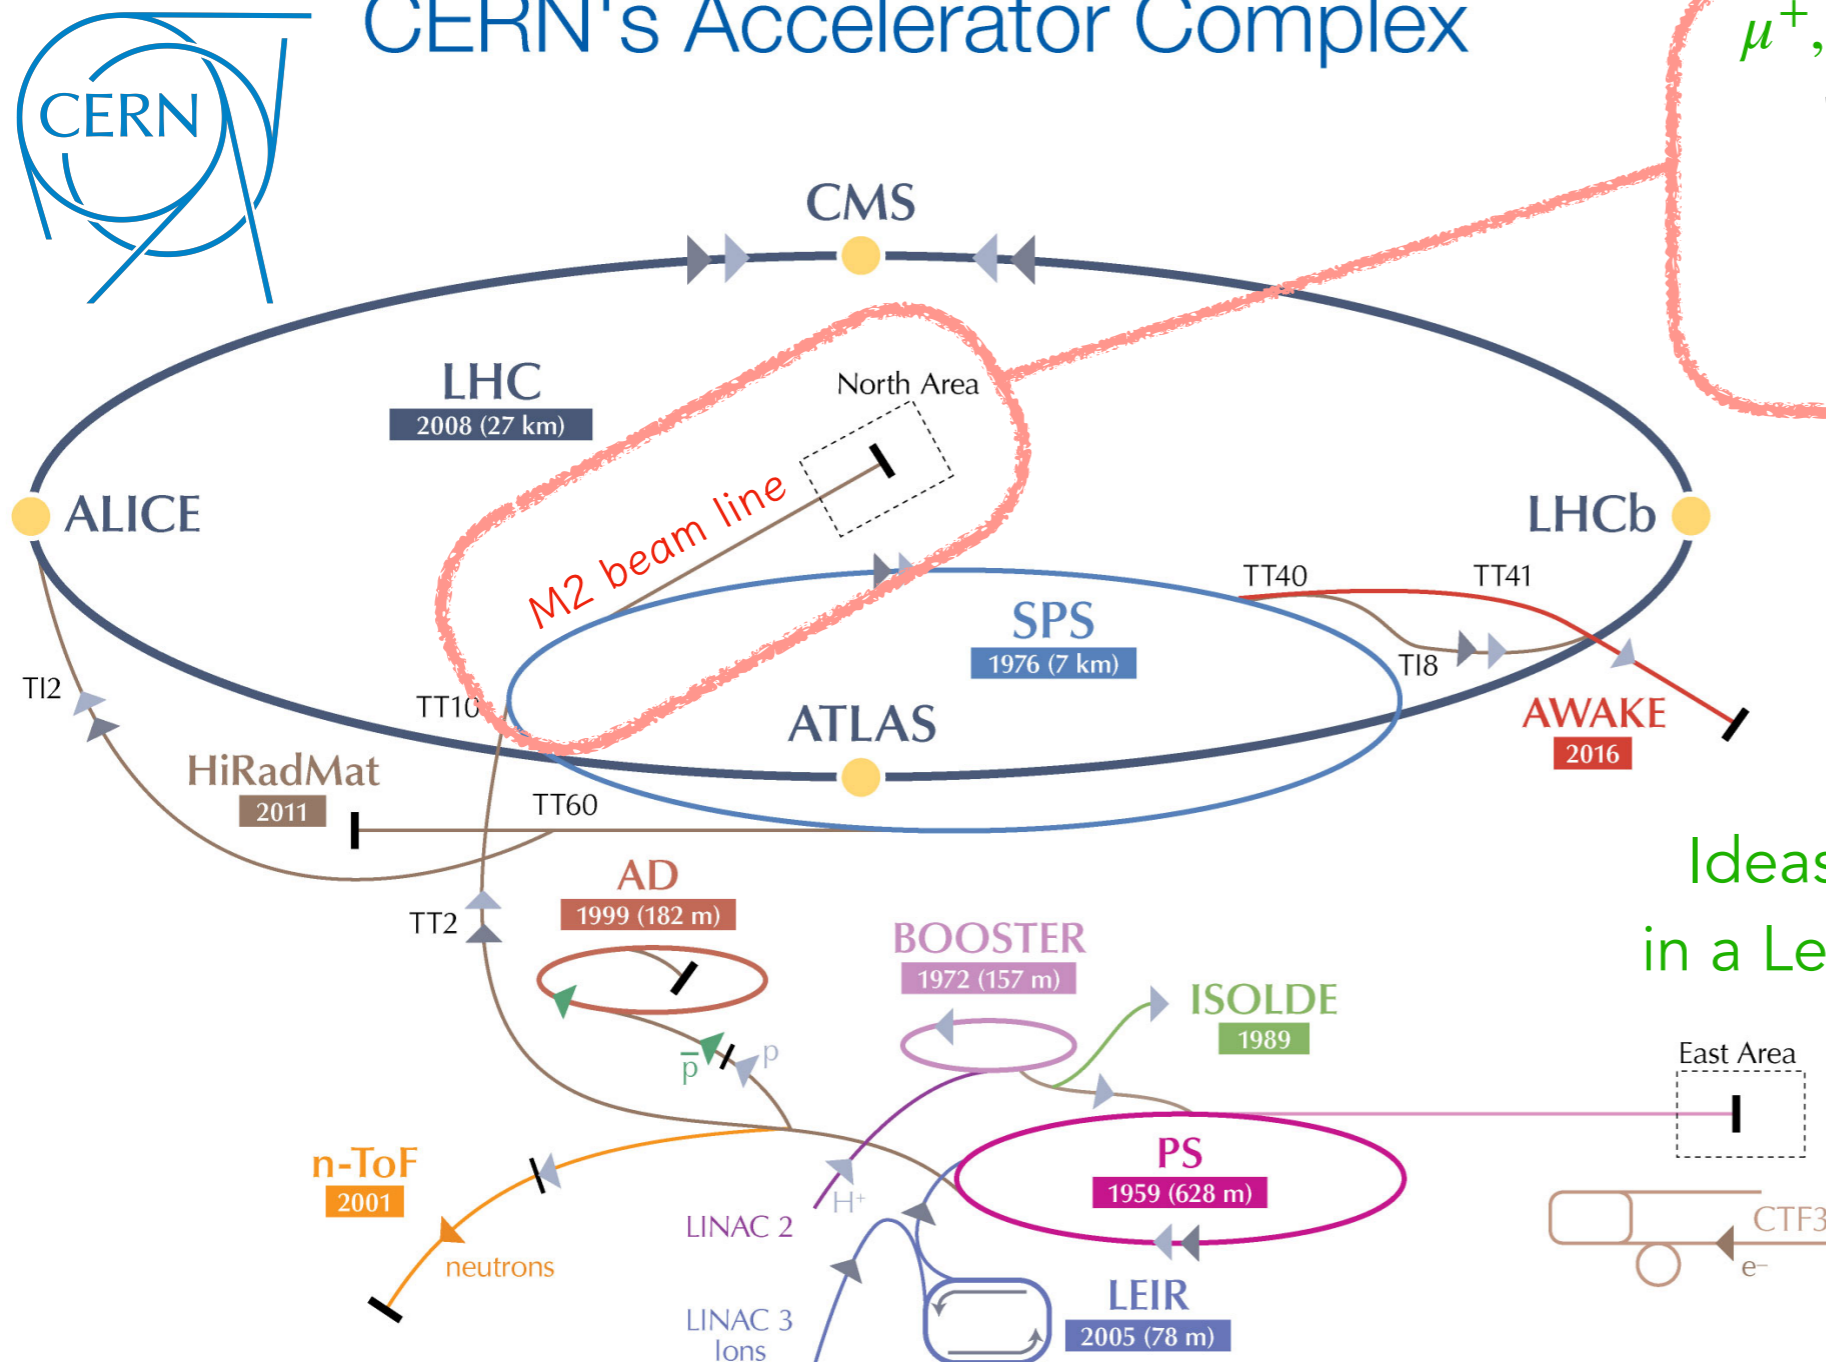 CERN's Accelerator Complex
μ⁺,
CERN
CMS
North Area
LHC
2008 (27 km)
M2 beam line
ALICE
LHCb
TT40
TT41
SPS
1976 (7 km)
TI8
TI2
TT10
ATLAS
AWAKE
2016
HiRadMat
2011
TT60
Ideas
in a Le
AD
1999 (182 m)
TT2
BOOSTER
1972 (157 m)
ISOLDE
1989
East Area
p̅
p
n-ToF
2001
PS
1959 (628 m)
H⁺
LINAC 2
CTF3
neutrons
e⁻
LEIR
2005 (78 m)
LINAC 3
Ions